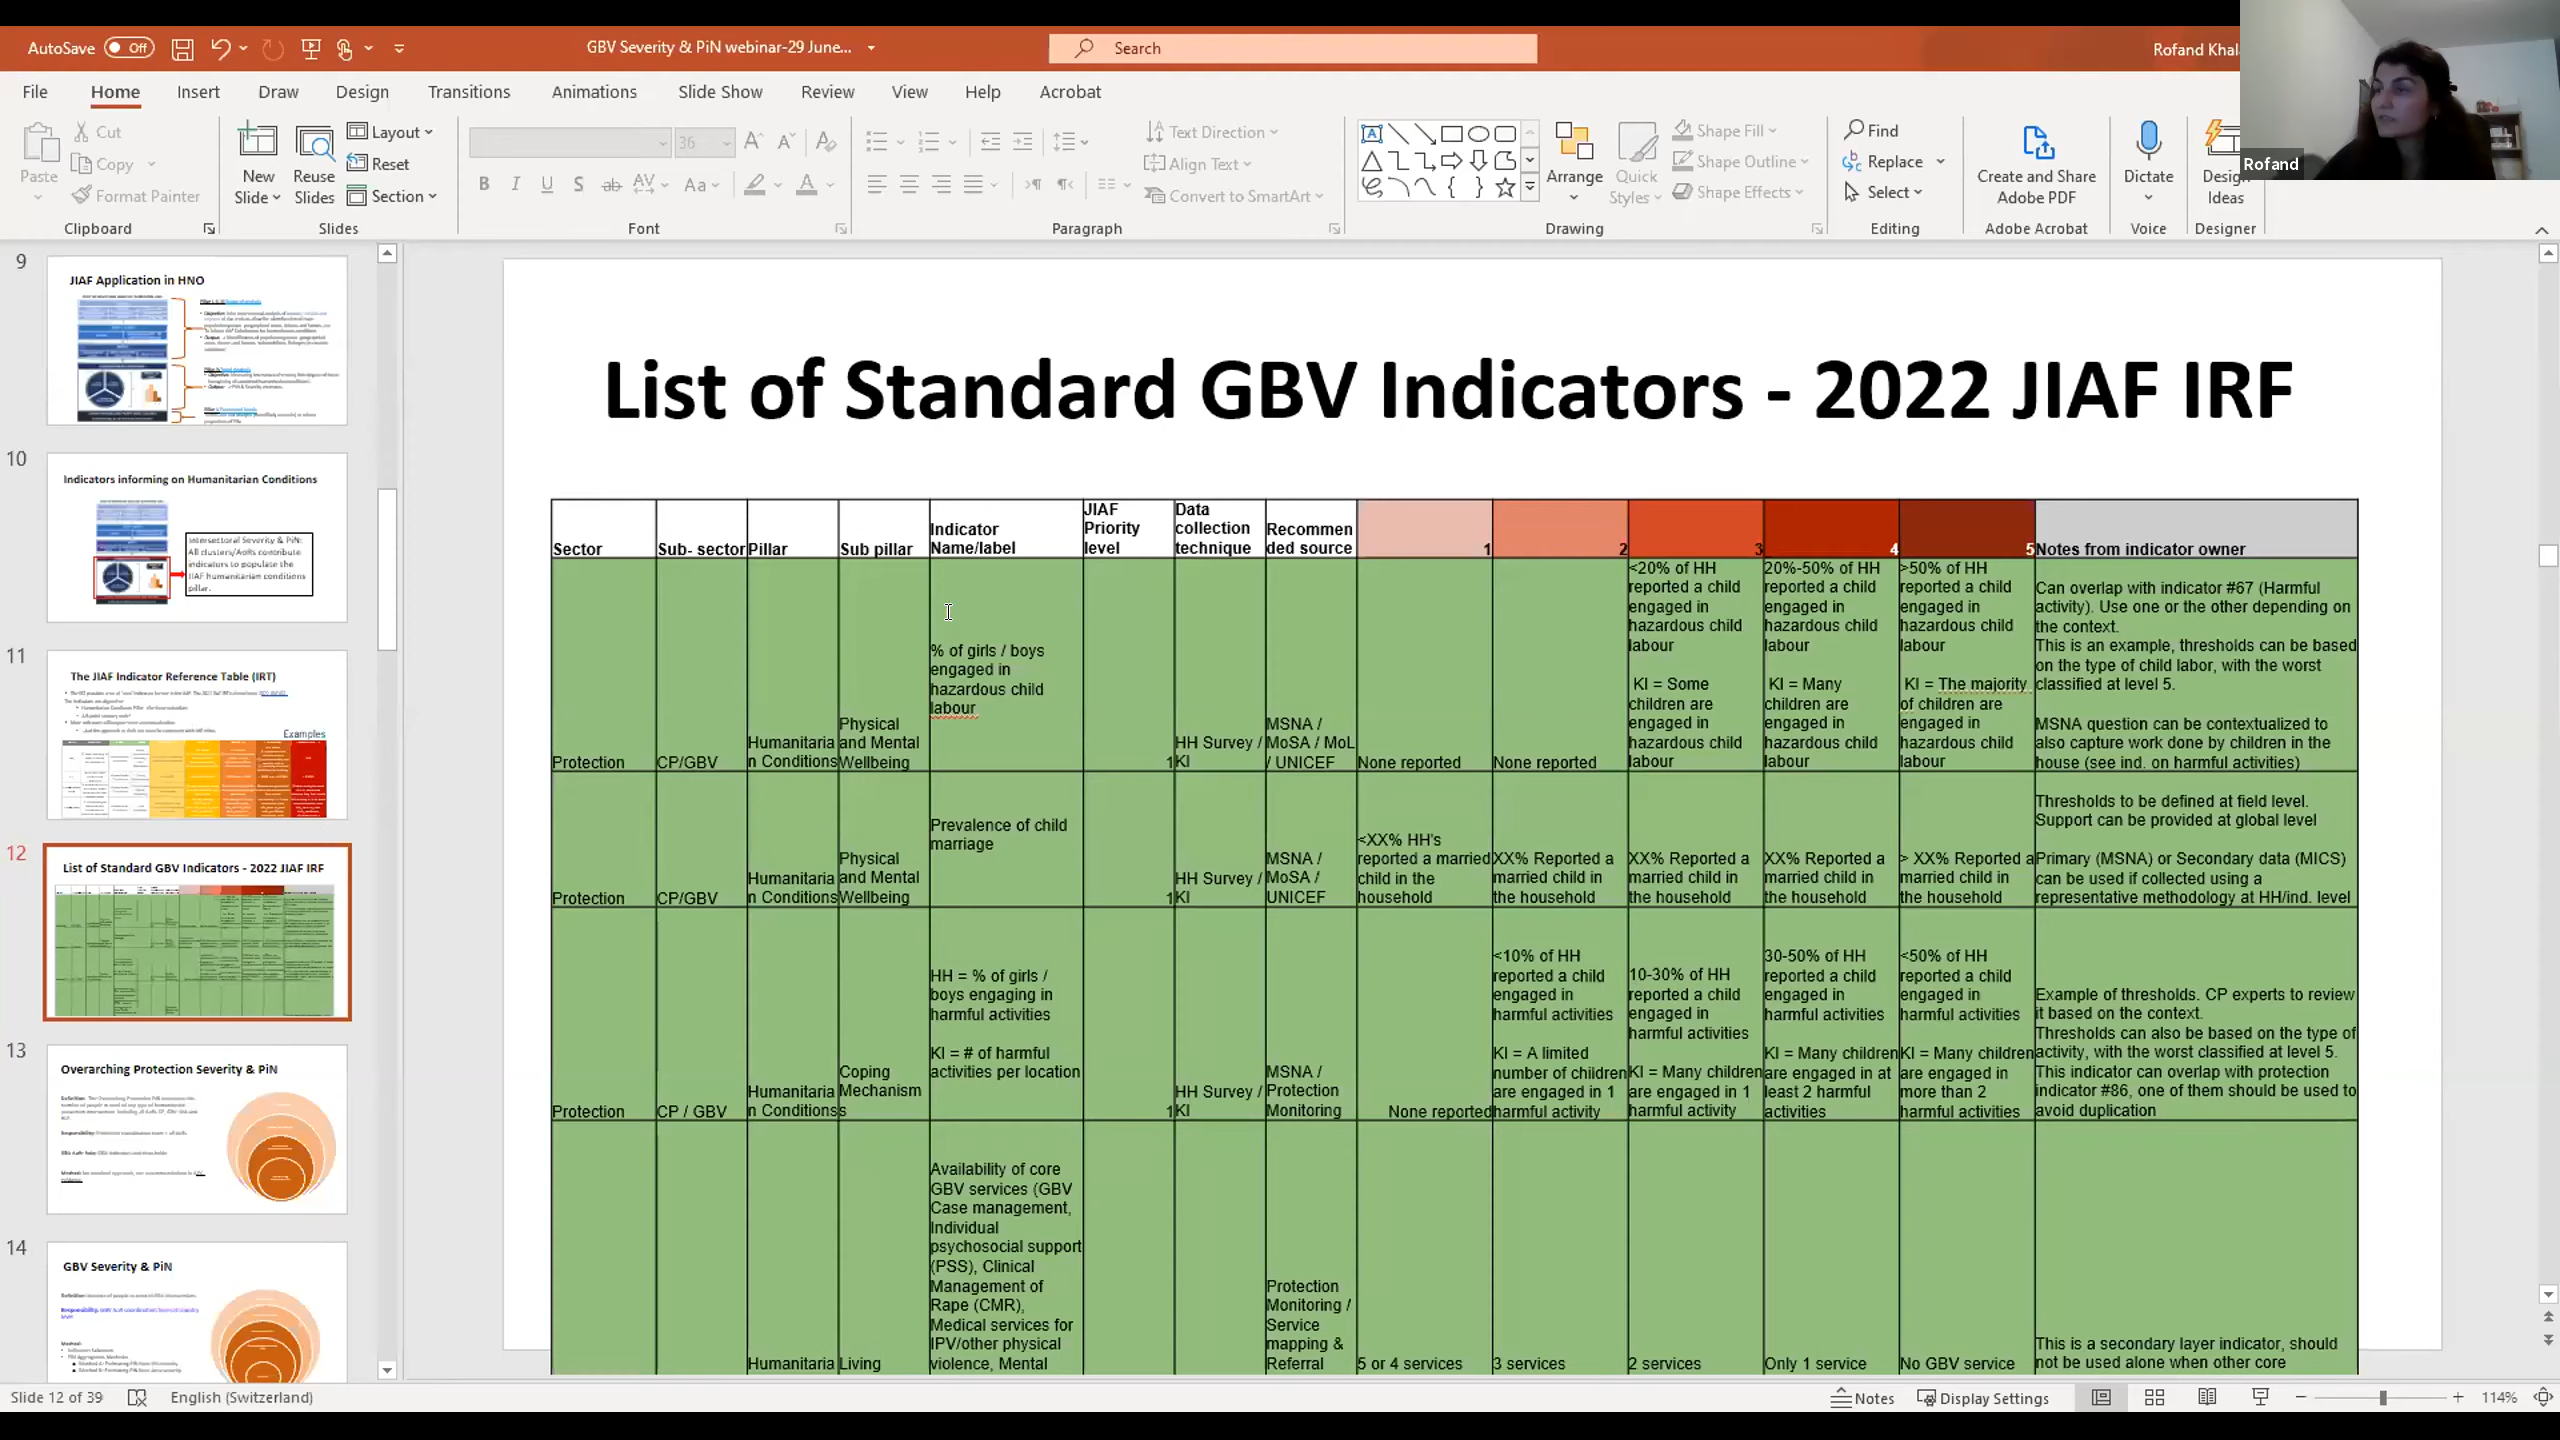 AutoSave Off
GBV Severity & PiN webinar-29 June...
Search
Rofand Khal
Rofand
File Home Insert Draw Design Transitions Animations Slide Show Review View Help Acrobat
Paste
Cut
Copy
Format Painter
Clipboard
New Slide
Reuse Slides
Layout
Reset
Section
Slides
36
Font
Text Direction
Align Text
Convert to SmartArt
Paragraph
Arrange
Quick Styles
Shape Fill
Shape Outline
Shape Effects
Drawing
Find
Replace
Select
Editing
Create and Share
Adobe PDF
Adobe Acrobat
Dictate
Voice
Design
Ideas
Designer
9
JIAF Application in HNO
10
Indicators informing on Humanitarian Conditions
Intersectoral Severity & PiN:
All clusters/AoRs contribute
indicators to populate the
JIAF humanitarian conditions
pillar.
11
The JIAF Indicator Reference Table (IRT)
Examples
12
List of Standard GBV Indicators - 2022 JIAF IRF
13
Overarching Protection Severity & PiN
14
GBV Severity & PiN
List of Standard GBV Indicators - 2022 JIAF IRF
Sector
Sub- sector
Pillar
Sub pillar
Indicator
Name/label
JIAF
Priority
level
Data
collection
technique
Recommen
ded source
1
2
3
4
5
Notes from indicator owner
Protection
CP/GBV
Humanitaria
n Conditions
Physical
and Mental
Wellbeing
% of girls / boys
engaged in
hazardous child
labour
1
HH Survey /
KI
MSNA /
MoSA / MoL
/ UNICEF
None reported
None reported
<20% of HH
reported a child
engaged in
hazardous child
labour
KI = Some
children are
engaged in
hazardous child
labour
20%-50% of HH
reported a child
engaged in
hazardous child
labour
KI = Many
children are
engaged in
hazardous child
labour
>50% of HH
reported a child
engaged in
hazardous child
labour
KI = The majority
of children are
engaged in
hazardous child
labour
Can overlap with indicator #67 (Harmful
activity). Use one or the other depending on
the context.
This is an example, thresholds can be based
on the type of child labor, with the worst
classified at level 5.
MSNA question can be contextualized to
also capture work done by children in the
house (see ind. on harmful activities)
Protection
CP/GBV
Humanitaria
n Conditions
Physical
and Mental
Wellbeing
Prevalence of child
marriage
1
HH Survey /
KI
MSNA /
MoSA /
UNICEF
<XX% HH's
reported a married
child in the
household
XX% Reported a
married child in
the household
XX% Reported a
married child in
the household
XX% Reported a
married child in
the household
> XX% Reported a
married child in
the household
Thresholds to be defined at field level.
Support can be provided at global level
Primary (MSNA) or Secondary data (MICS)
can be used if collected using a
representative methodology at HH/ind. level
Protection
CP / GBV
Humanitaria
n Conditions
Coping
Mechanism
s
HH = % of girls /
boys engaging in
harmful activities
KI = # of harmful
activities per location
1
HH Survey /
KI
MSNA /
Protection
Monitoring
None reported
<10% of HH
reported a child
engaged in
harmful activities
KI = A limited
number of children
are engaged in 1
harmful activity
10-30% of HH
reported a child
engaged in
harmful activities
KI = Many children
are engaged in 1
harmful activity
30-50% of HH
reported a child
engaged in
harmful activities
KI = Many children
are engaged in at
least 2 harmful
activities
<50% of HH
reported a child
engaged in
harmful activities
KI = Many children
are engaged in
more than 2
harmful activities
Example of thresholds. CP experts to review
it based on the context.
Thresholds can also be based on the type of
activity, with the worst classified at level 5.
This indicator can overlap with protection
indicator #86, one of them should be used to
avoid duplication
Humanitaria
Living
Availability of core
GBV services (GBV
Case management,
Individual
psychosocial support
(PSS), Clinical
Management of
Rape (CMR),
Medical services for
IPV/other physical
violence, Mental
Protection
Monitoring /
Service
mapping &
Referral
5 or 4 services
3 services
2 services
Only 1 service
No GBV service
This is a secondary layer indicator, should
not be used alone when other core
Slide 12 of 39
English (Switzerland)
Notes
Display Settings
114%